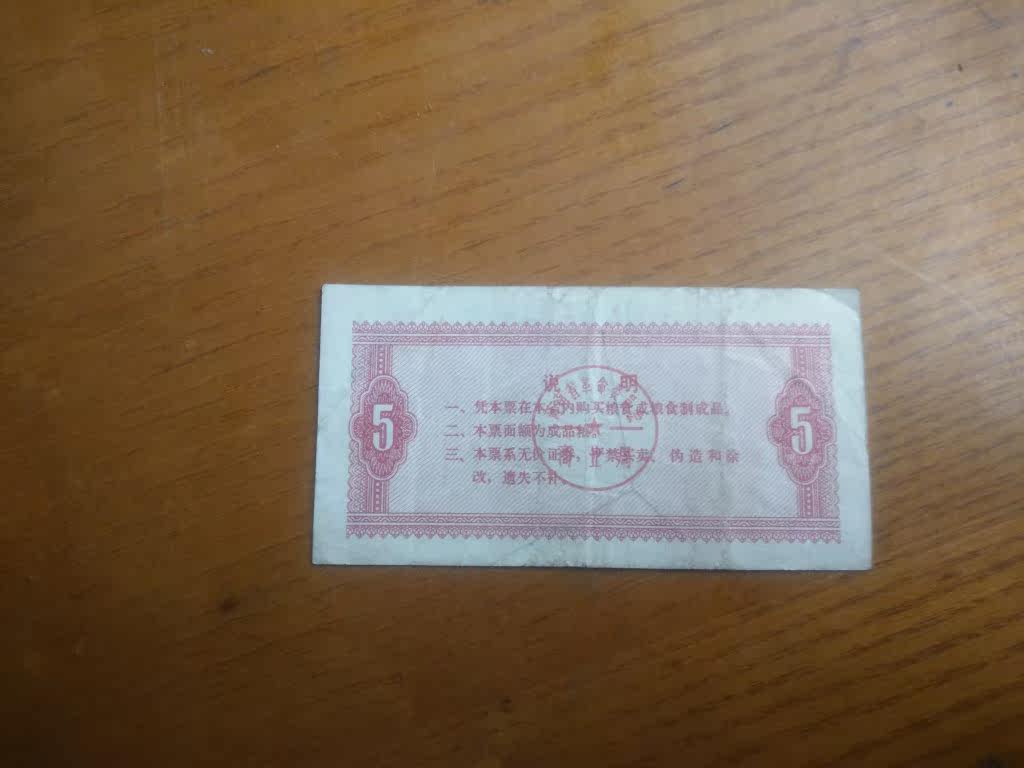 说 明
5
一、凭本票在本省内购买粮食或粮食制成品。
二、本票面额为成品粮。
三、本票系无价证券，严禁买卖、伪造和涂
改，遗失不补。
5